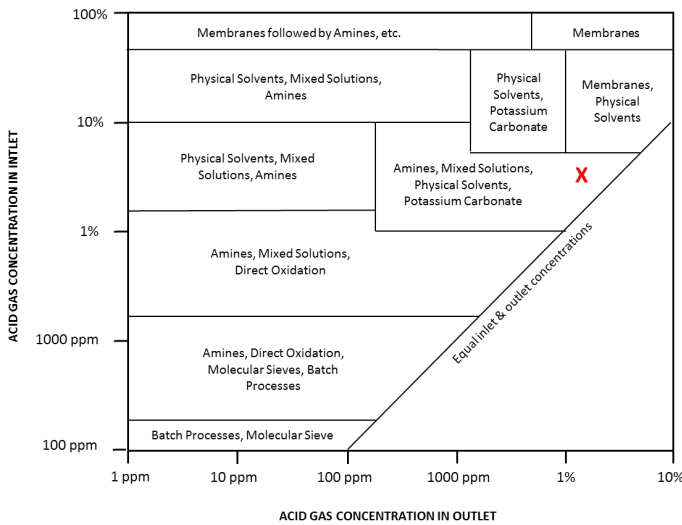 100%
Membranes followed by Amines, etc.
Membranes
Physical Solvents, Mixed Solutions,
Amines
Physical
Solvents,
Potassium
Carbonate
Membranes,
Physical
Solvents
10%
Physical Solvents, Mixed
Solutions, Amines
Amines, Mixed Solutions,
Physical Solvents,
Potassium Carbonate
X
1%
Amines, Mixed Solutions,
Direct Oxidation
Equal inlet & outlet concentrations
1000 ppm
Amines, Direct Oxidation,
Molecular Sieves, Batch
Processes
Batch Processes, Molecular Sieve
100 ppm
ACID GAS CONCENTRATION IN INTLET
1 ppm
10 ppm
100 ppm
1000 ppm
1%
10%
ACID GAS CONCENTRATION IN OUTLET